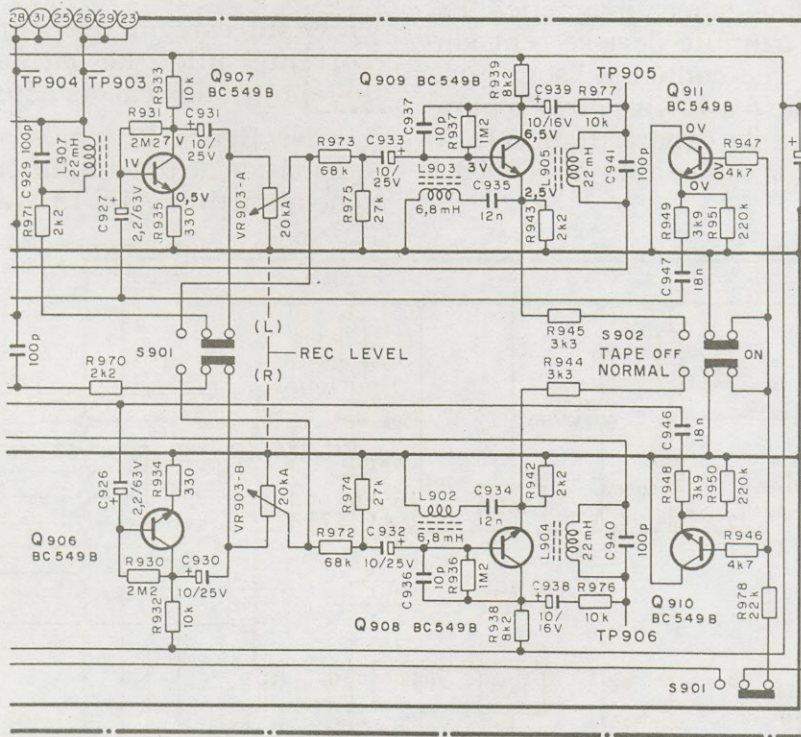 28 31 25 26 29 23
TP904 TP903
R933 10k
Q907 BC549B
R931 2M2
C931 10/25V
7V
1V
0,5V
C929 100p
L907 22mH
R971 2k2
C927 2,2/63V
R935 330
VR903-A 20kA
R973 68k
C933 10/25V
R975 27k
Q909 BC549B
C937 10p
R937 1M2
R939 8k2
C939 10/16V
R977 10k
TP905
Q911 BC549B
6,5V
3V
2,5V
L903 6,8mH
C935 12n
R943 2k2
L905 22mH
C941 100p
0V
0V
0V
R947 4k7
R949 3k9
R951 220k
C947 18n
100p
S901
R970 2k2
(L)
REC LEVEL
(R)
R945 3k3
R944 3k3
S902
TAPE OFF
NORMAL
ON
C946 18n
C926 2,2/63V
R934 330
VR903-B 20kA
R974 27k
L902 6,8mH
C934 12n
R942 2k2
R948 3k9
R950 220k
Q906 BC549B
R930 2M2
C930 10/25V
R932 10k
R972 68k
C932 10/25V
C936 10p
R936 1M2
L904 22mH
C940 100p
C938 10/16V
R976 10k
Q908 BC549B
R938 8k2
TP906
Q910 BC549B
R946 4k7
R978 22k
S901